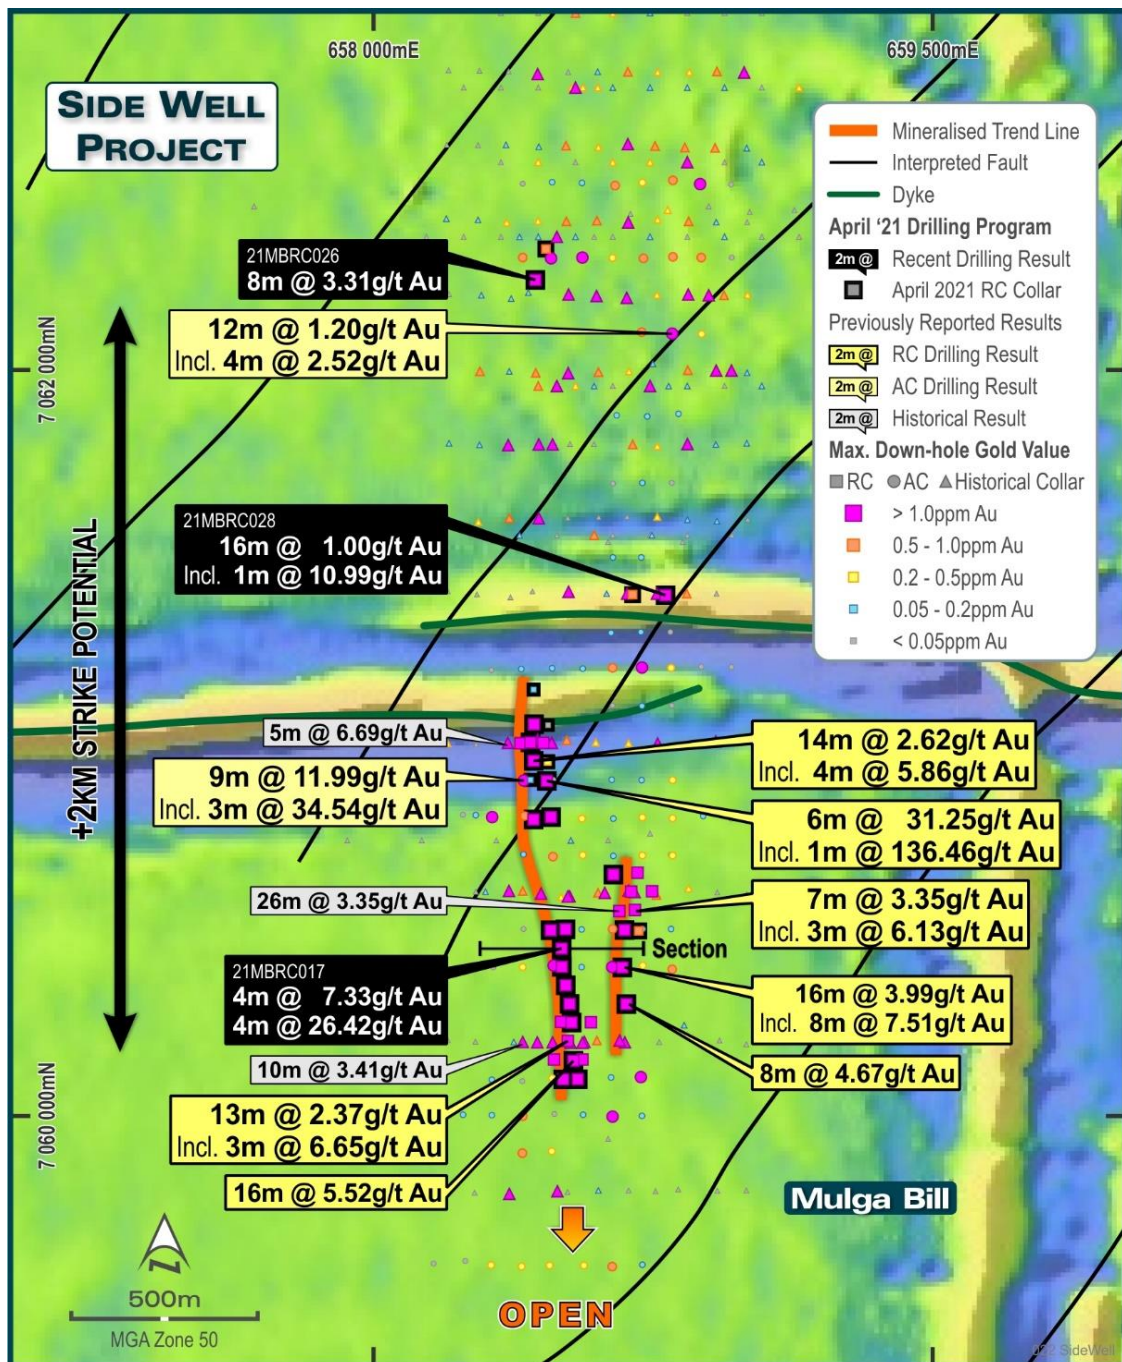 658 000mE
659 500mE
SIDE WELL
PROJECT
Mineralised Trend Line
Interpreted Fault
Dyke
April '21 Drilling Program
2m @ Recent Drilling Result
April 2021 RC Collar
Previously Reported Results
2m @ RC Drilling Result
2m @ AC Drilling Result
2m @ Historical Result
Max. Down-hole Gold Value
RC AC Historical Collar
> 1.0ppm Au
0.5 - 1.0ppm Au
0.2 - 0.5ppm Au
0.05 - 0.2ppm Au
< 0.05ppm Au
21MBRC026
8m @ 3.31g/t Au
12m @ 1.20g/t Au
Incl. 4m @ 2.52g/t Au
7 062 000mN
21MBRC028
16m @ 1.00g/t Au
Incl. 1m @ 10.99g/t Au
+2KM STRIKE POTENTIAL
5m @ 6.69g/t Au
9m @ 11.99g/t Au
Incl. 3m @ 34.54g/t Au
14m @ 2.62g/t Au
Incl. 4m @ 5.86g/t Au
6m @ 31.25g/t Au
Incl. 1m @ 136.46g/t Au
26m @ 3.35g/t Au
7m @ 3.35g/t Au
Incl. 3m @ 6.13g/t Au
Section
21MBRC017
4m @ 7.33g/t Au
4m @ 26.42g/t Au
16m @ 3.99g/t Au
Incl. 8m @ 7.51g/t Au
10m @ 3.41g/t Au
8m @ 4.67g/t Au
13m @ 2.37g/t Au
Incl. 3m @ 6.65g/t Au
7 060 000mN
16m @ 5.52g/t Au
Mulga Bill
N
500m
MGA Zone 50
OPEN
SideWell